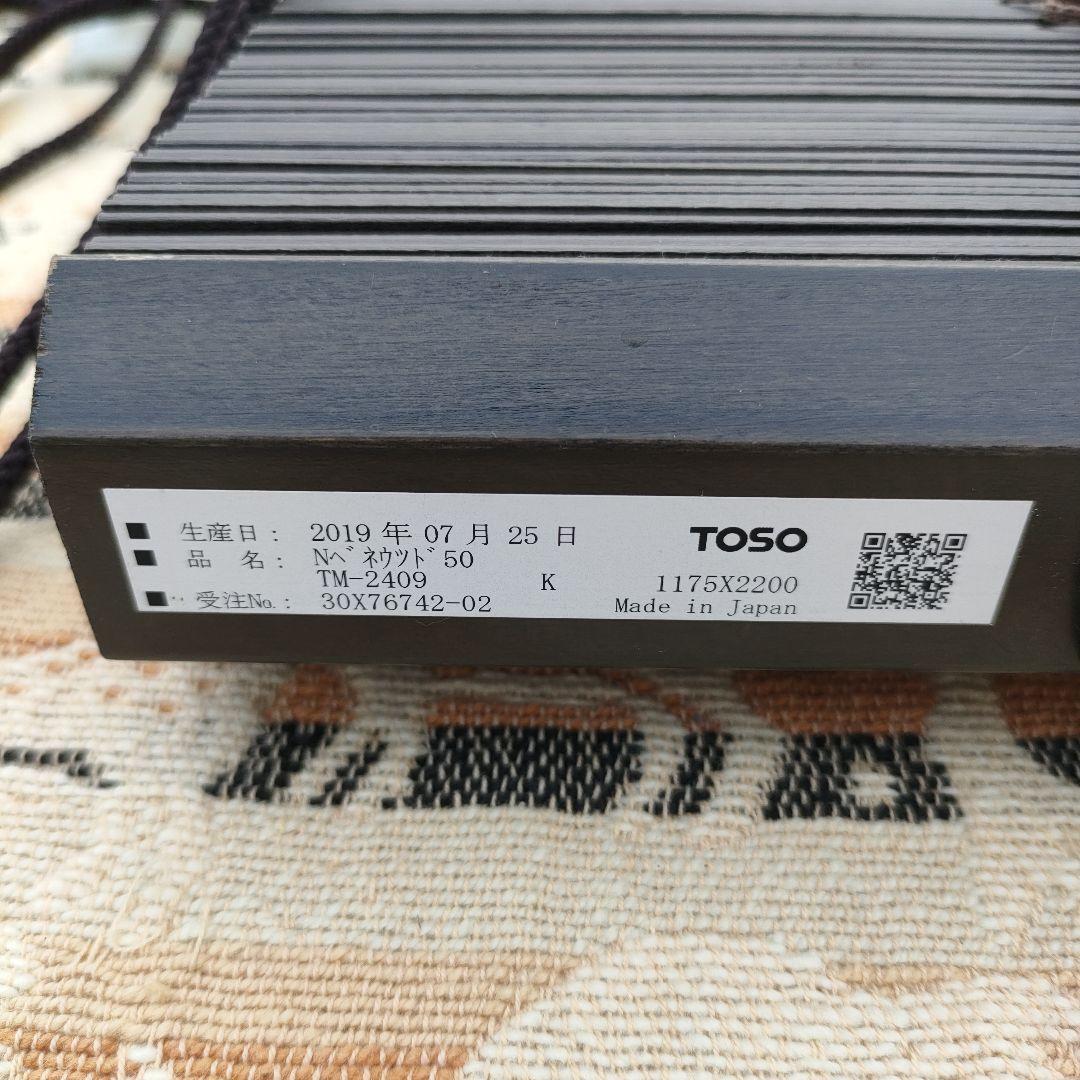 ■ 生産日： 2019 年 07 月 25 日
TOSO
■ 品 名： Nﾍﾞﾈｳﾂﾄﾞ50
TM-2409 K 1175X2200
■ 受注№.： 30X76742-02 Made in Japan